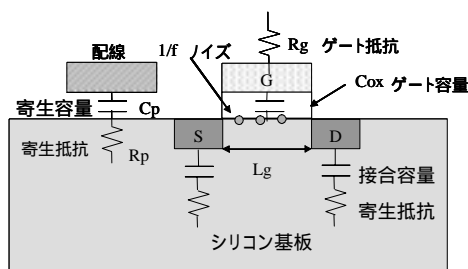 配線
1/f ノイズ
Rg ゲート抵抗
G
Cox ゲート容量
寄生容量 Cp
寄生抵抗 Rp
S
D
Lg
接合容量
寄生抵抗
シリコン基板